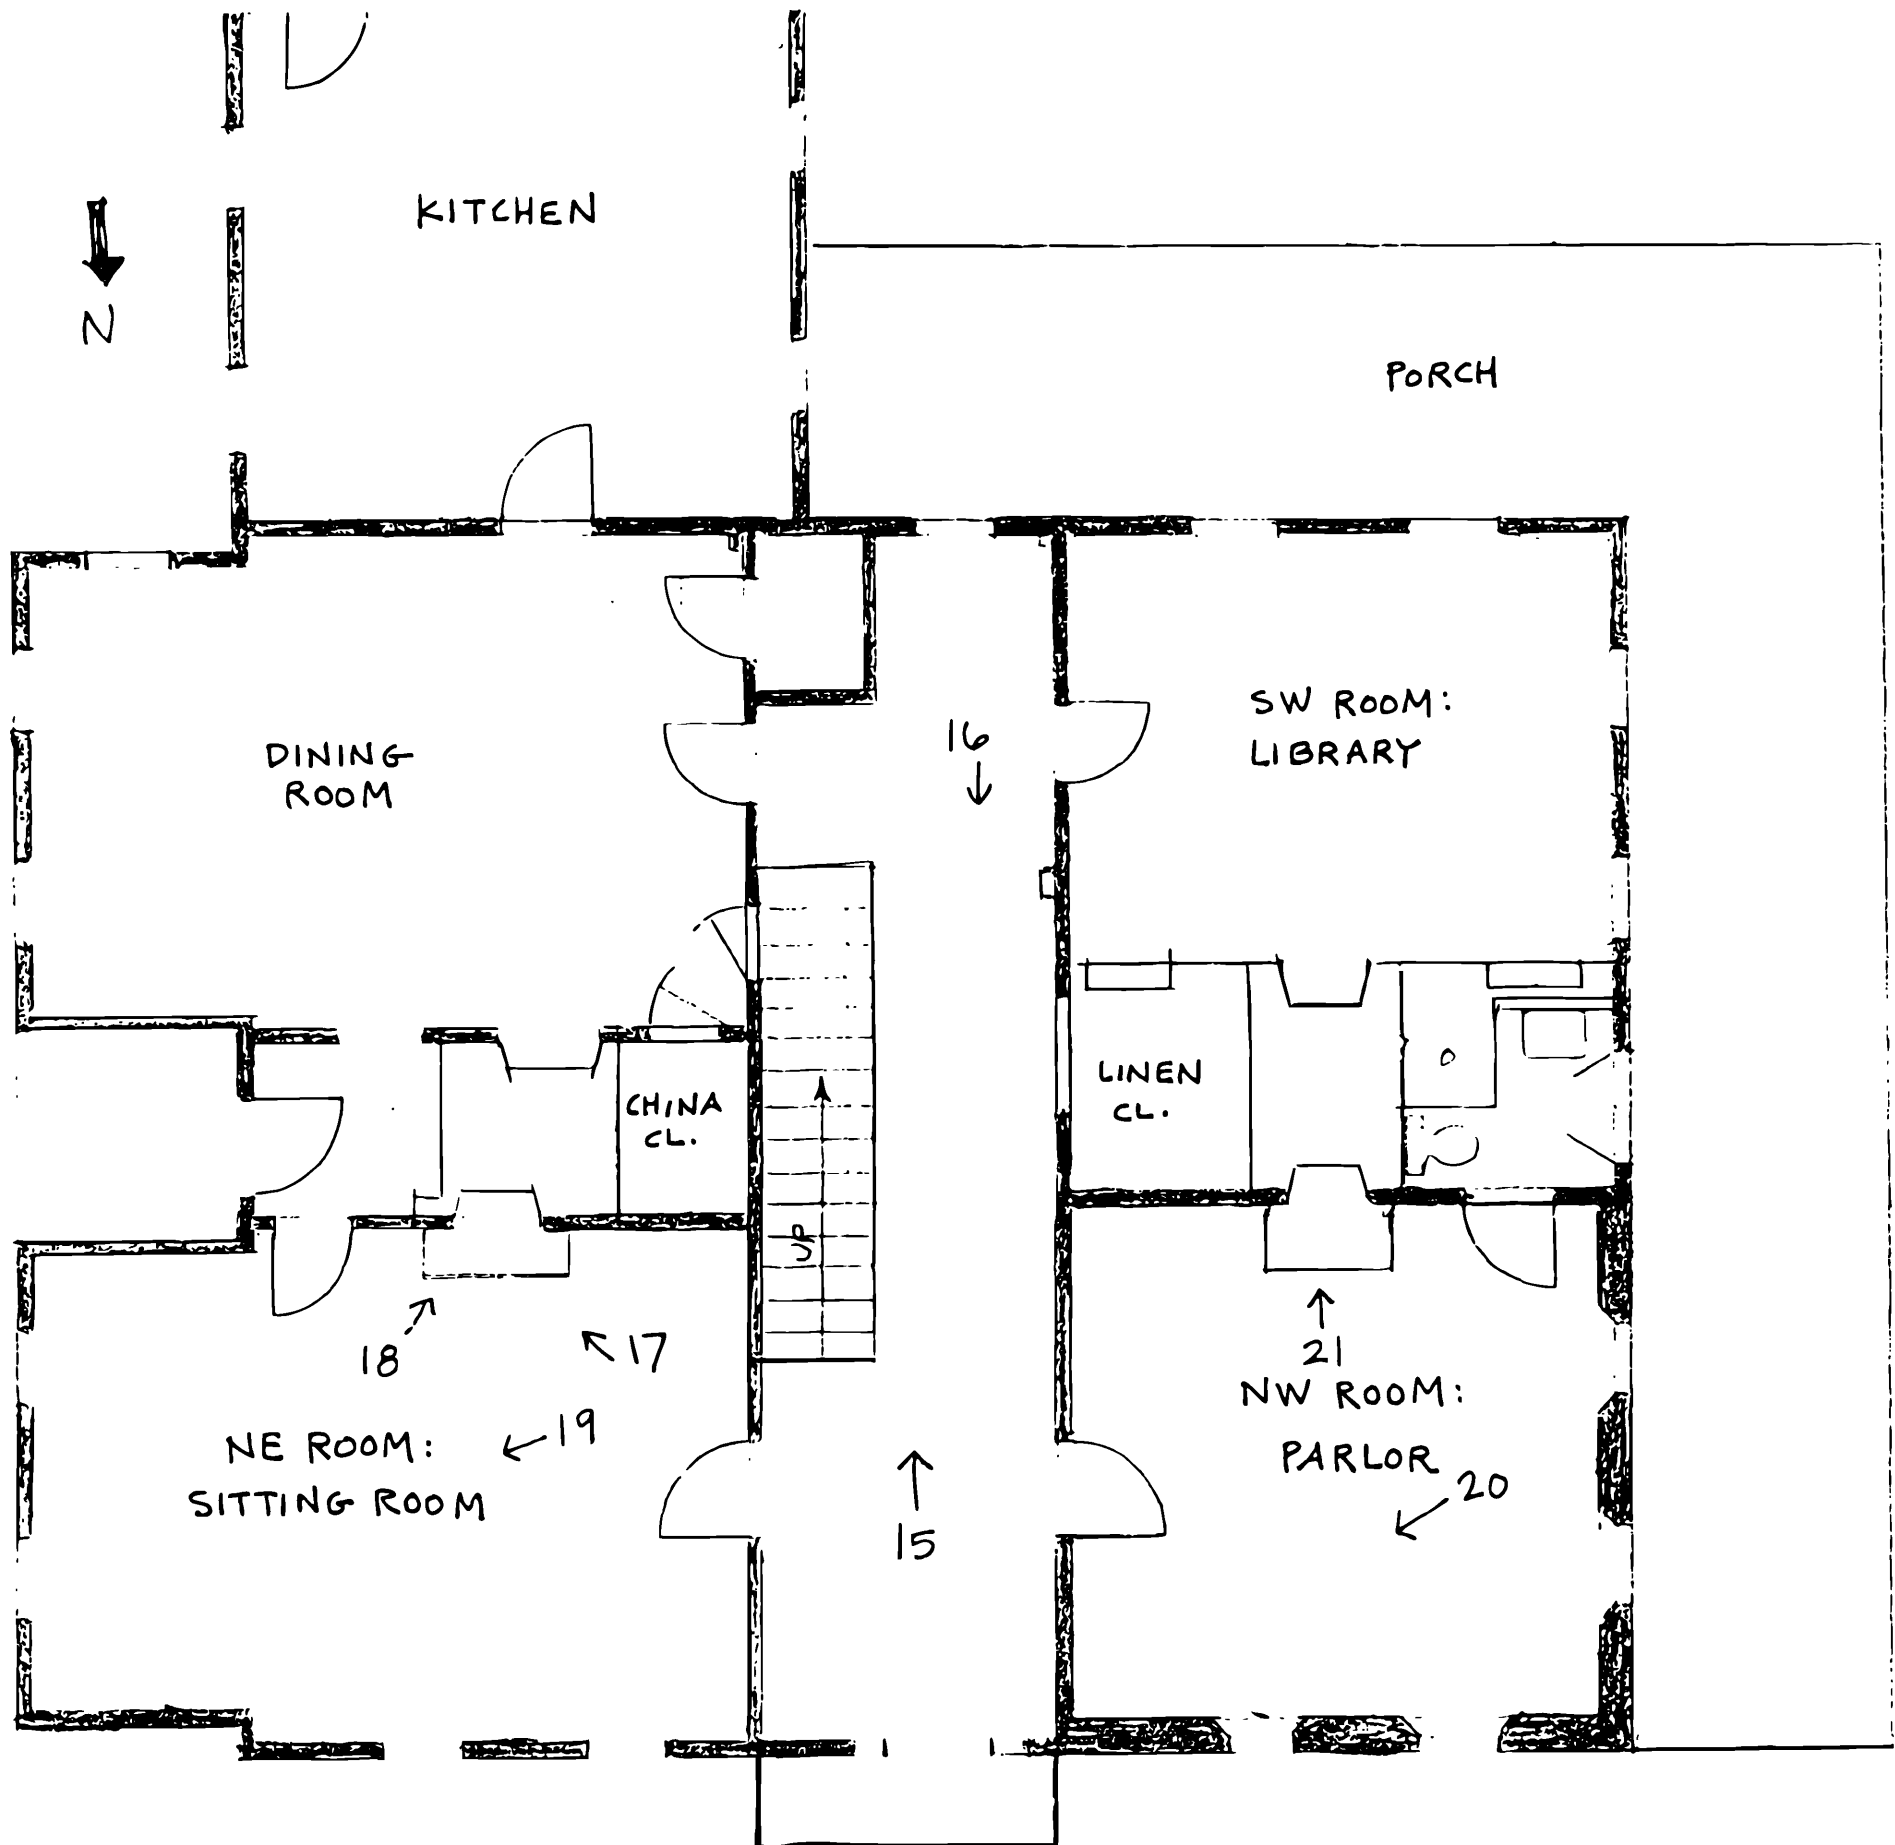 KITCHEN
N
PORCH
DINING
ROOM
16
SW ROOM:
LIBRARY
CHINA
CL.
LINEN
CL.
UP
18
17
21
NW ROOM:
PARLOR
19
NE ROOM:
SITTING ROOM
20
15